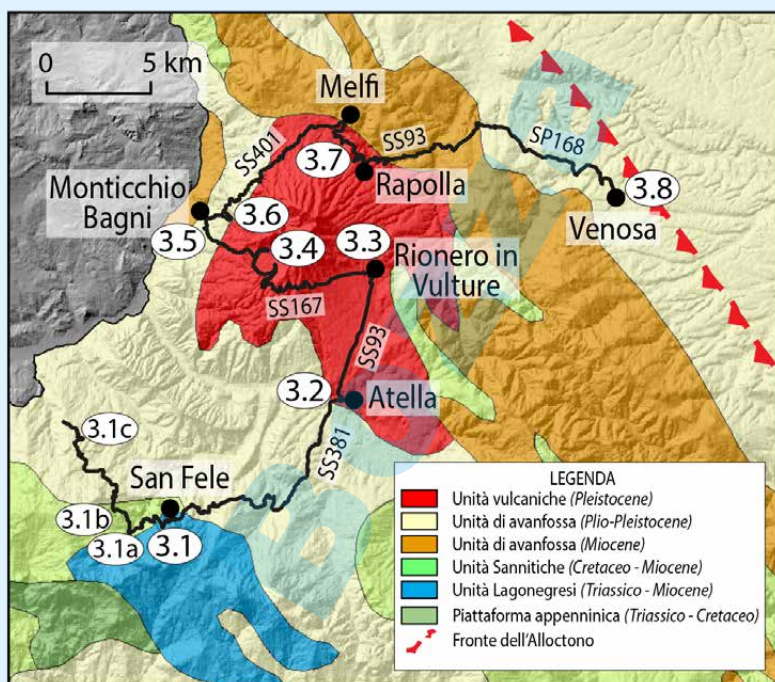 0 5 km
Melfi
SS93
SP168
SS401
3.7
Rapolla
3.8
Monticchio
Bagni
3.6
Venosa
3.5
3.4
3.3
Rionero in
Vulture
SS167
SS93
3.2
Atella
3.1c
SS381
San Fele
3.1b
3.1a
3.1
LEGENDA
Unità vulcaniche (Pleistocene)
Unità di avanfossa (Plio-Pleistocene)
Unità di avanfossa (Miocene)
Unità Sannitiche (Cretaceo - Miocene)
Unità Lagonegresi (Triassico - Miocene)
Piattaforma appenninica (Triassico - Cretaceo)
Fronte dell'Alloctono